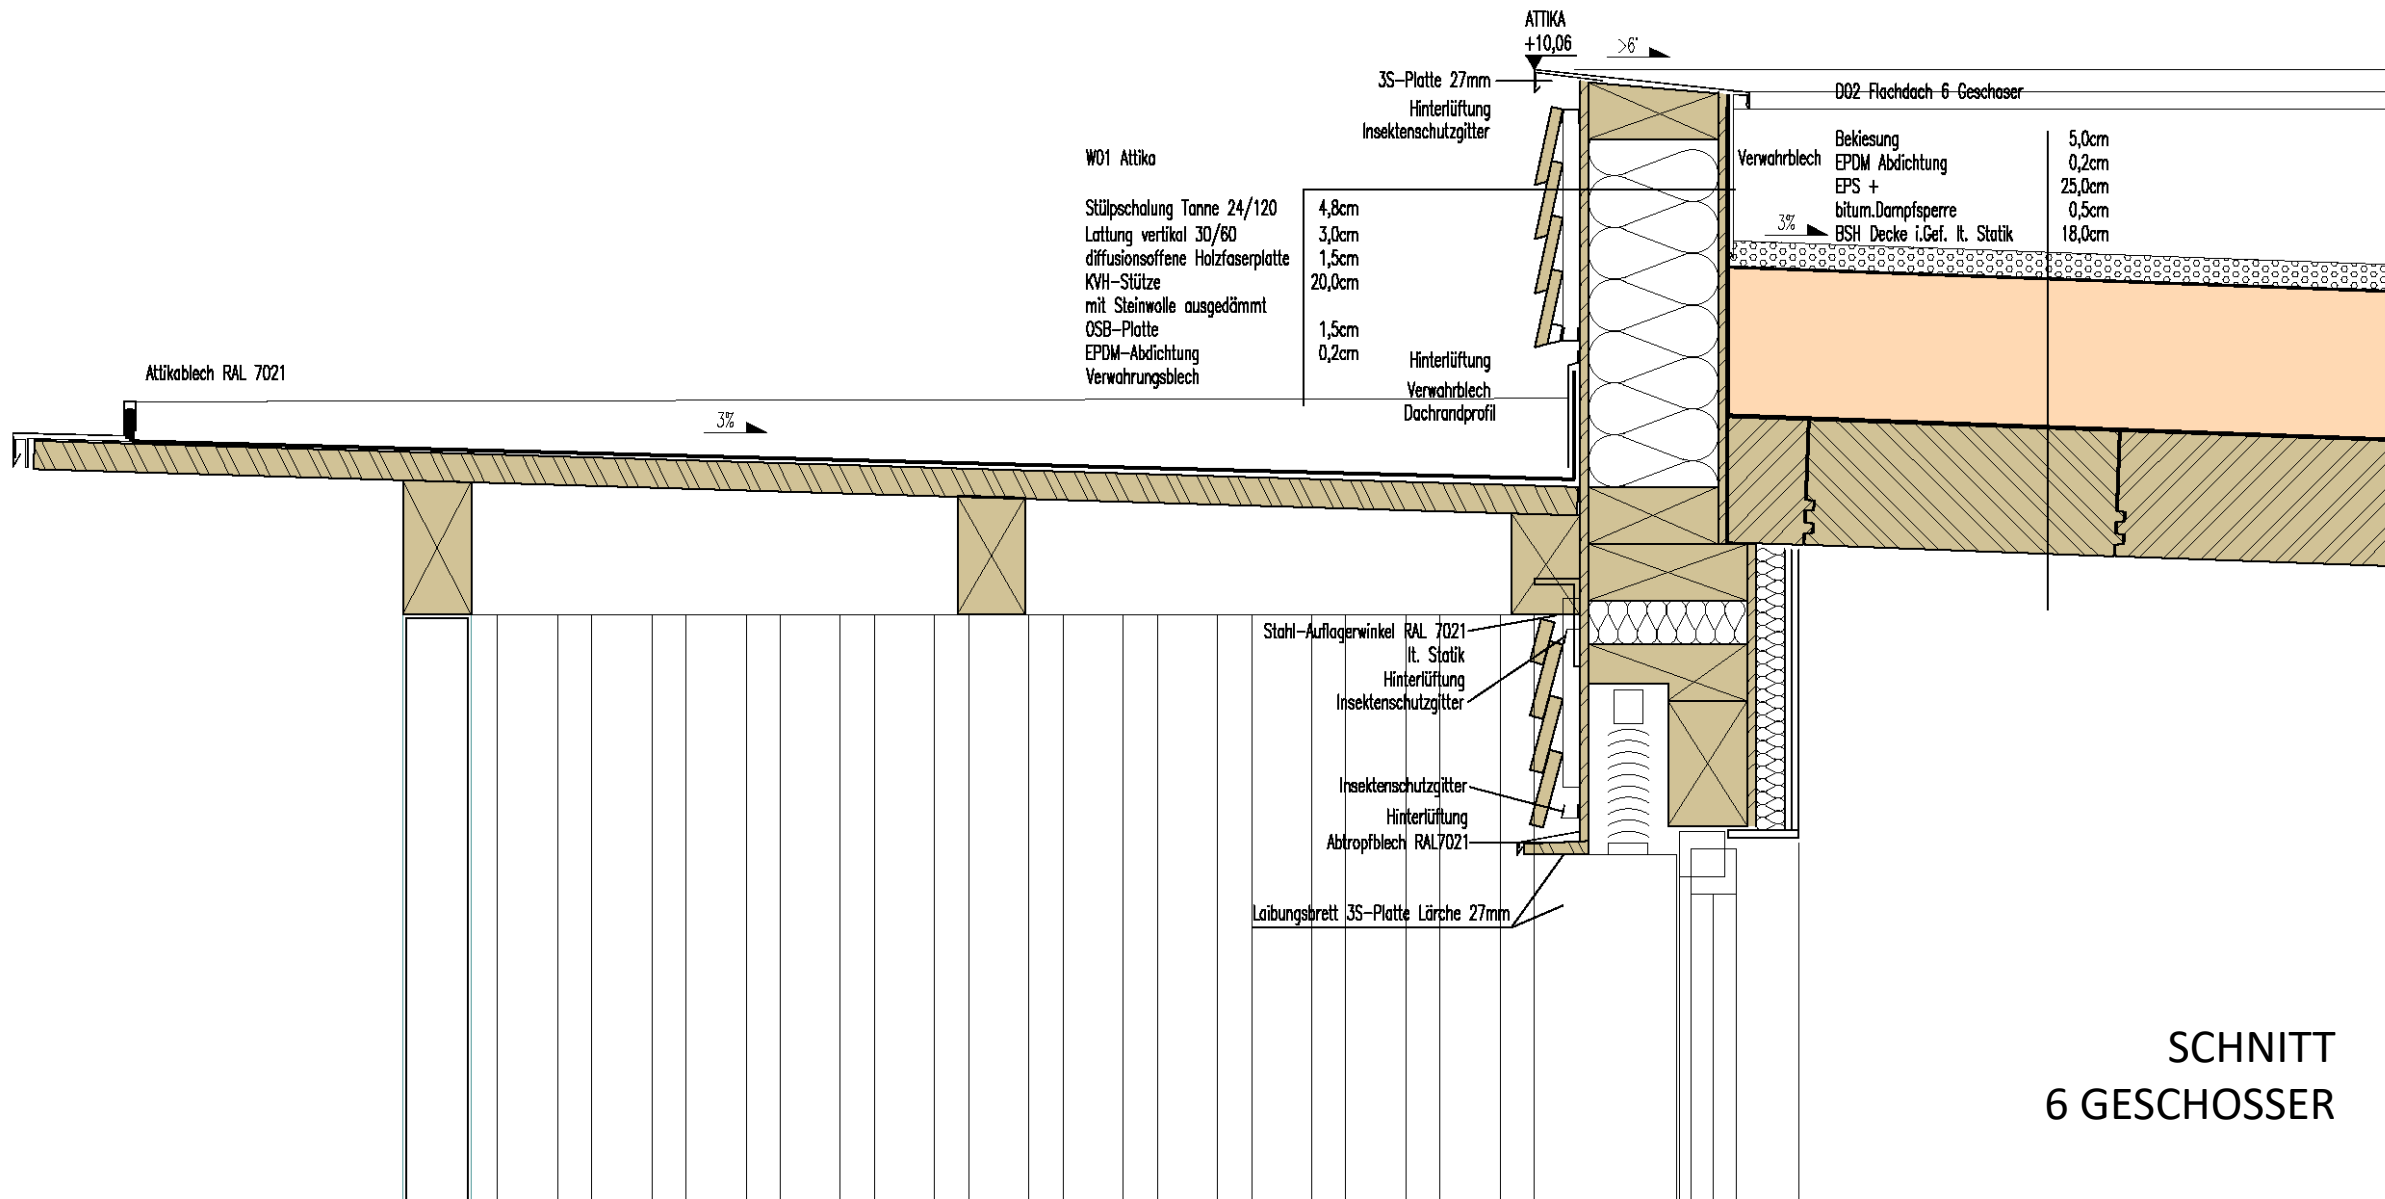 ATTIKA
+10,06
>6°
3S-Platte 27mm
Hinterlüftung
Insektenschutzgitter
W01 Attika
Stülpschalung Tanne 24/120 4,8cm
Lattung vertikal 30/60 3,0cm
diffusionsoffene Holzfaserplatte 1,5cm
KVH-Stütze 20,0cm
mit Steinwolle ausgedämmt
OSB-Platte 1,5cm
EPDM-Abdichtung 0,2cm
Verwahrungsblech
Hinterlüftung
Verwahrblech
Dachrandprofil
D02 Flachdach 6 Geschoser
Verwahrblech
Bekiesung 5,0cm
EPDM Abdichtung 0,2cm
EPS + 25,0cm
bitum.Dampfsperre 0,5cm
BSH Decke i.Gef. lt. Statik 18,0cm
3%
Attikablech RAL 7021
3%
Stahl-Auflagerwinkel RAL 7021
lt. Statik
Hinterlüftung
Insektenschutzgitter
Insektenschutzgitter
Hinterlüftung
Abtropfblech RAL7021
Laibungsbrett 3S-Platte Lärche 27mm
SCHNITT
6 GESCHOSSER